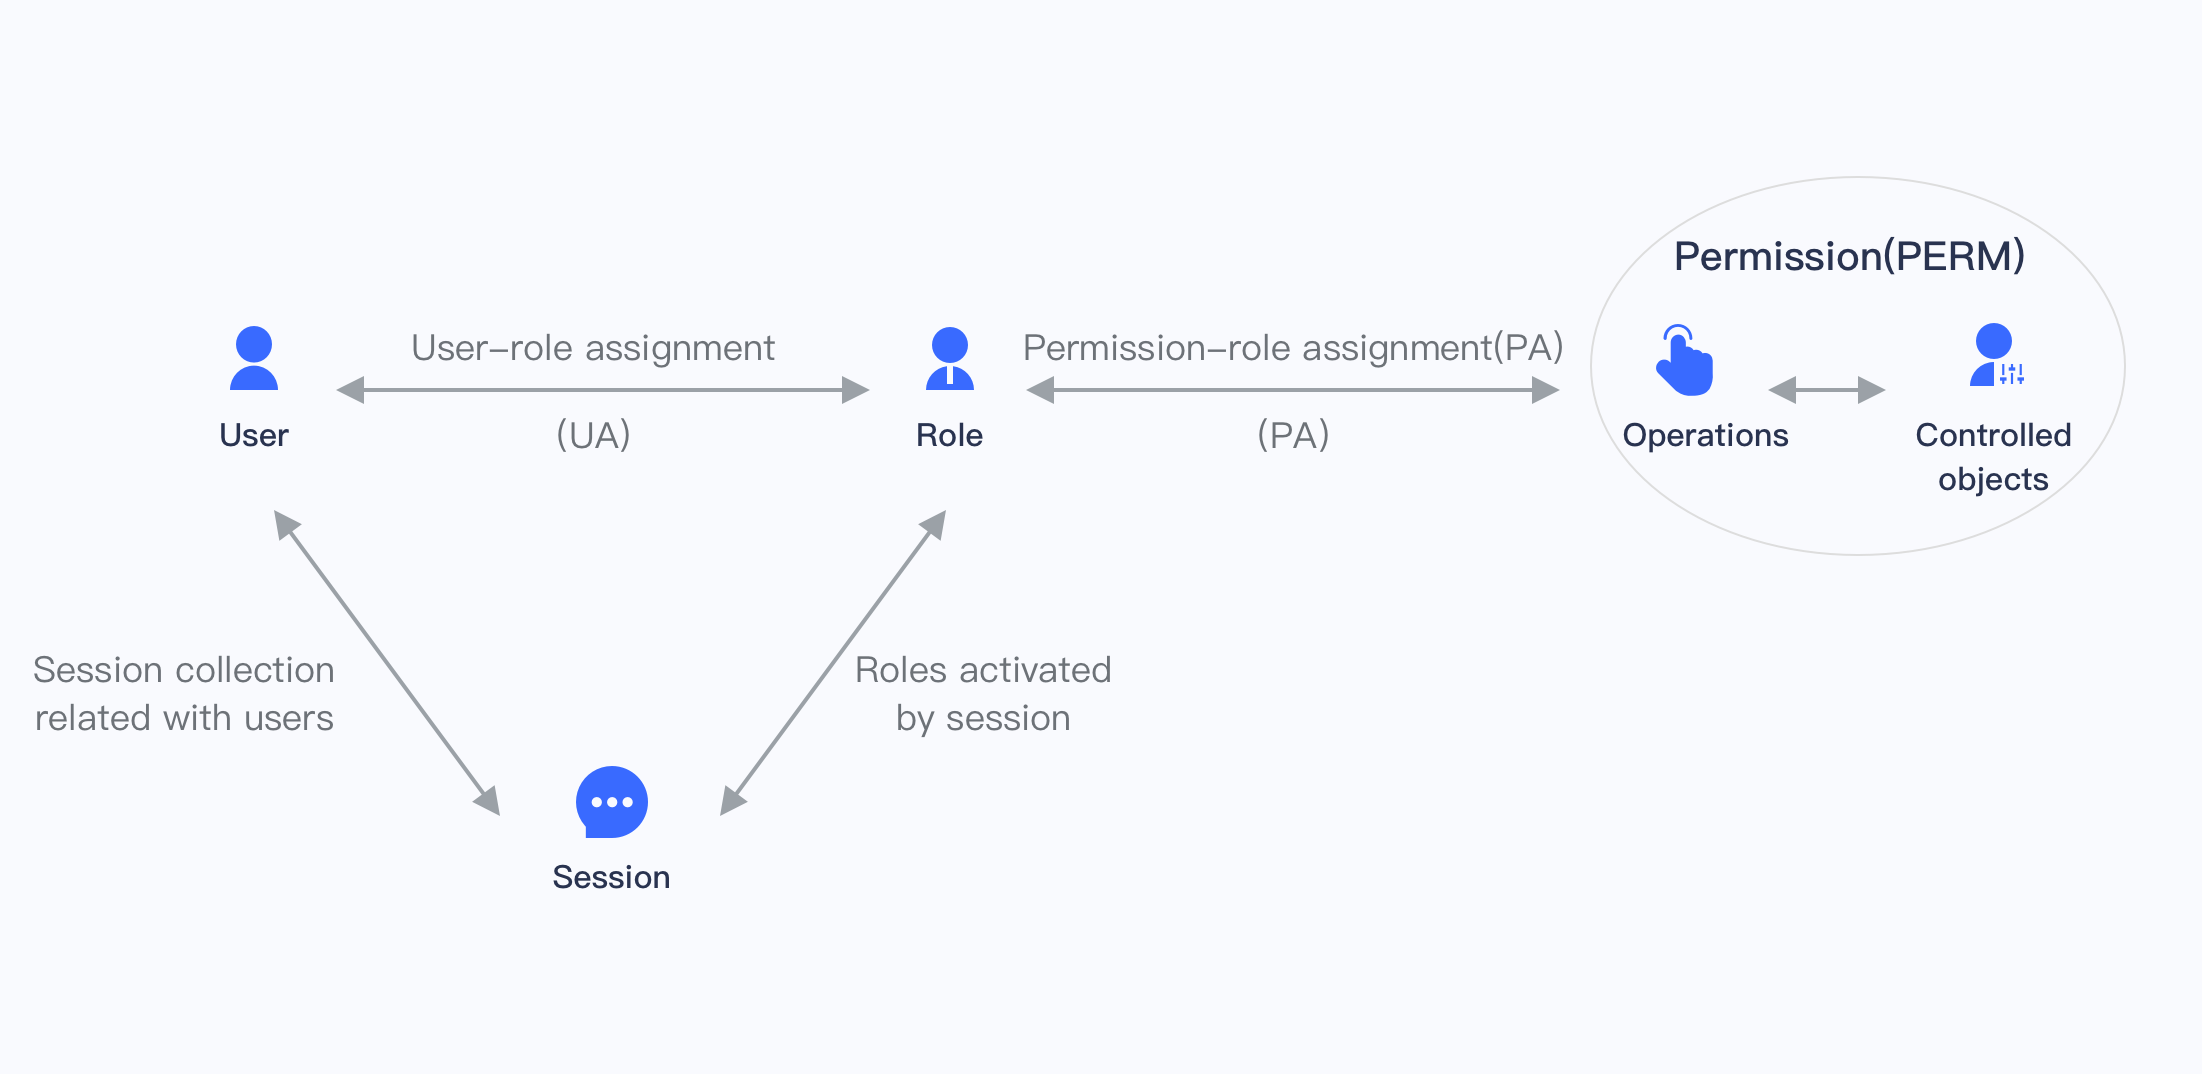 Permission(PERM)
User-role assignment
Permission-role assignment(PA)
User
(UA)
Role
(PA)
Operations
Controlled
objects
Session collection
related with users
Roles activated
by session
Session